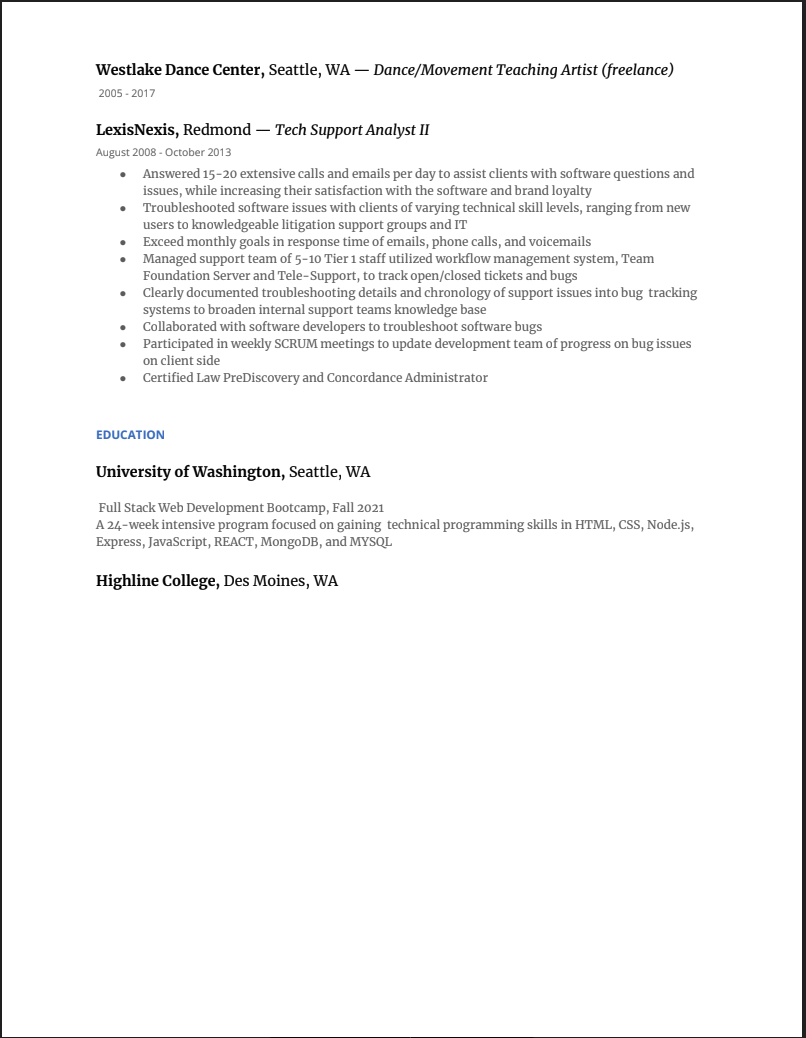 Westlake Dance Center, Seattle, WA — Dance/Movement Teaching Artist (freelance)
2005 - 2017
LexisNexis, Redmond — Tech Support Analyst II
August 2008 - October 2013
● Answered 15-20 extensive calls and emails per day to assist clients with software questions and
issues, while increasing their satisfaction with the software and brand loyalty
● Troubleshooted software issues with clients of varying technical skill levels, ranging from new
users to knowledgeable litigation support groups and IT
● Exceed monthly goals in response time of emails, phone calls, and voicemails
● Managed support team of 5-10 Tier 1 staff utilized workflow management system, Team
Foundation Server and Tele-Support, to track open/closed tickets and bugs
● Clearly documented troubleshooting details and chronology of support issues into bug  tracking
systems to broaden internal support teams knowledge base
● Collaborated with software developers to troubleshoot software bugs
● Participated in weekly SCRUM meetings to update development team of progress on bug issues
on client side
● Certified Law PreDiscovery and Concordance Administrator
EDUCATION
University of Washington, Seattle, WA
Full Stack Web Development Bootcamp, Fall 2021
A 24-week intensive program focused on gaining  technical programming skills in HTML, CSS, Node.js,
Express, JavaScript, REACT, MongoDB, and MYSQL
Highline College, Des Moines, WA